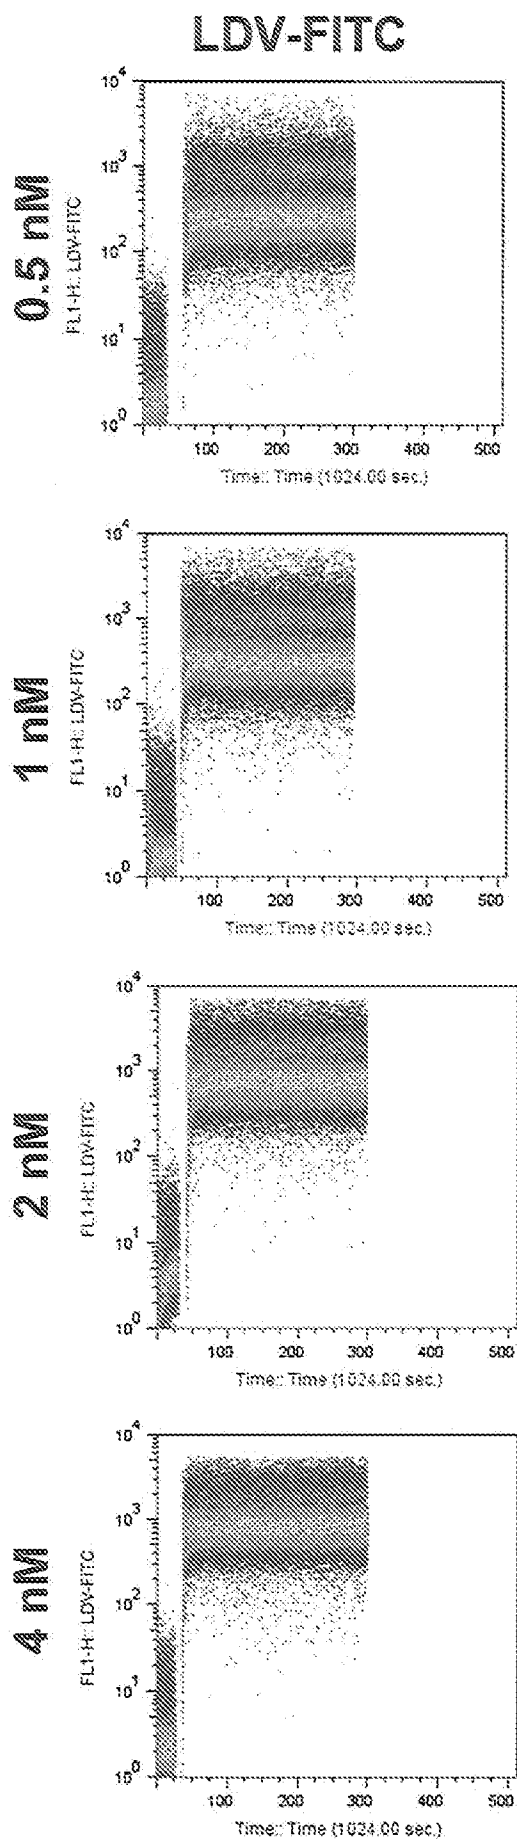 LDV-FITC
0.5 nM
FL1-H:: LDV-FITC
10^4
10^3
10^2
10^1
10^0
100 200 300 400 500
Time:: Time (1024.00 sec.)
1 nM
FL1-H:: LDV-FITC
10^4
10^3
10^2
10^1
10^0
100 200 300 400 500
Time:: Time (1024.00 sec.)
2 nM
FL1-H:: LDV-FITC
10^4
10^3
10^2
10^1
10^0
100 200 300 400 500
Time:: Time (1024.00 sec.)
4 nM
FL1-H:: LDV-FITC
10^4
10^3
10^2
10^1
10^0
100 200 300 400 500
Time:: Time (1024.00 sec.)